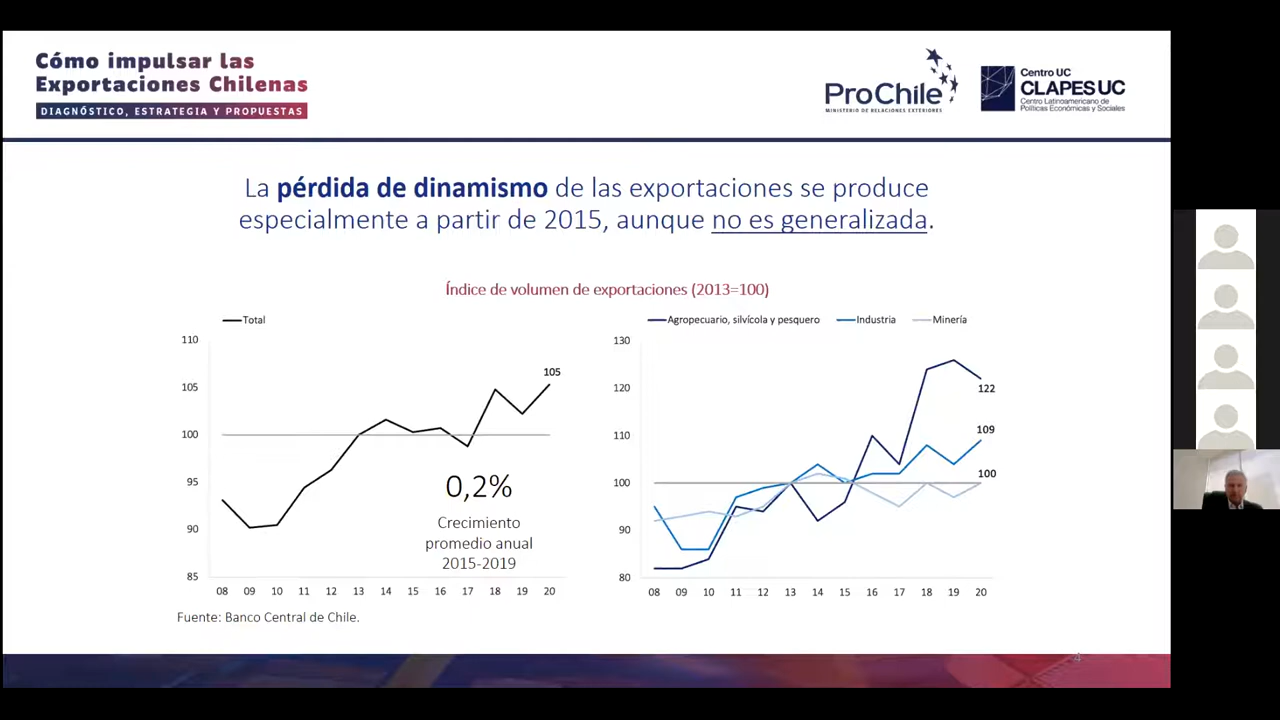 Cómo impulsar las
Exportaciones Chilenas
DIAGNÓSTICO, ESTRATEGIA Y PROPUESTAS
ProChile
MINISTERIO DE RELACIONES EXTERIORES
Centro UC
CLAPES UC
Centro Latinoamericano de
Políticas Económicas y Sociales
La pérdida de dinamismo de las exportaciones se produce
especialmente a partir de 2015, aunque no es generalizada.
Índice de volumen de exportaciones (2013=100)
Total
110
105
100
95
90
85
105
0,2%
Crecimiento
promedio anual
2015-2019
08 09 10 11 12 13 14 15 16 17 18 19 20
Agropecuario, silvícola y pesquero Industria Minería
130
120
110
100
90
80
122
109
100
08 09 10 11 12 13 14 15 16 17 18 19 20
Fuente: Banco Central de Chile.
4